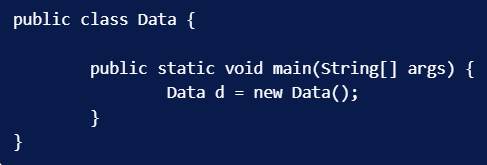 public class Data {
public static void main(String[] args) {
Data d = new Data();
}
}